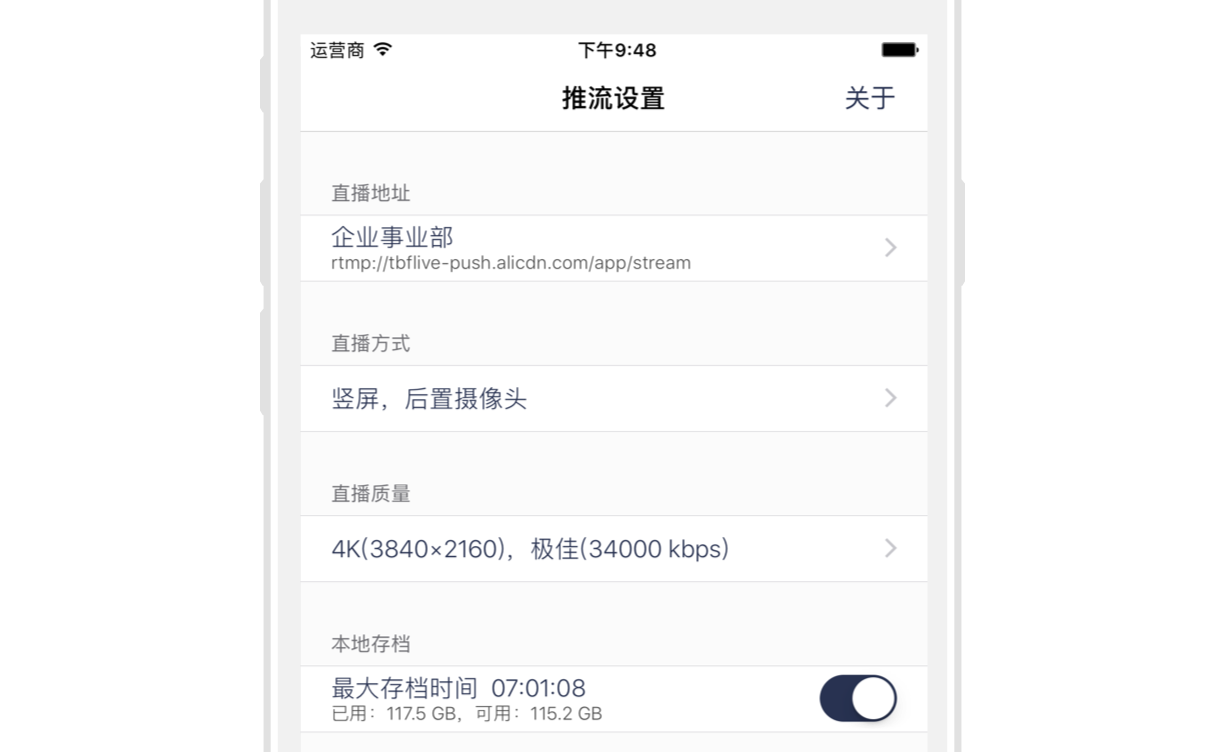 运营商 下午9:48
推流设置 关于
直播地址
企业事业部
rtmp://tbflive-push.alicdn.com/app/stream
直播方式
竖屏，后置摄像头
直播质量
4K(3840×2160)，极佳(34000 kbps)
本地存档
最大存档时间 07:01:08
已用：117.5 GB，可用：115.2 GB